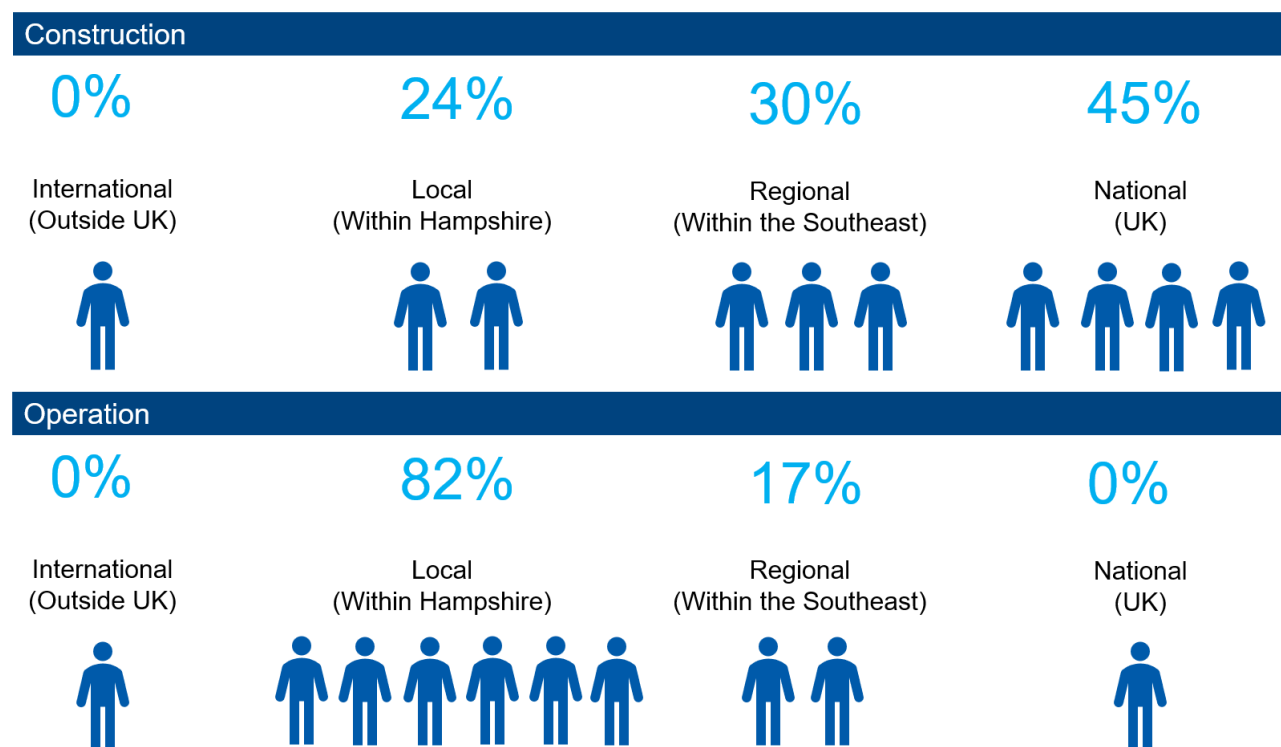 Construction
0%
24%
30%
45%
International
(Outside UK)
Local
(Within Hampshire)
Regional
(Within the Southeast)
National
(UK)
Operation
0%
82%
17%
0%
International
(Outside UK)
Local
(Within Hampshire)
Regional
(Within the Southeast)
National
(UK)